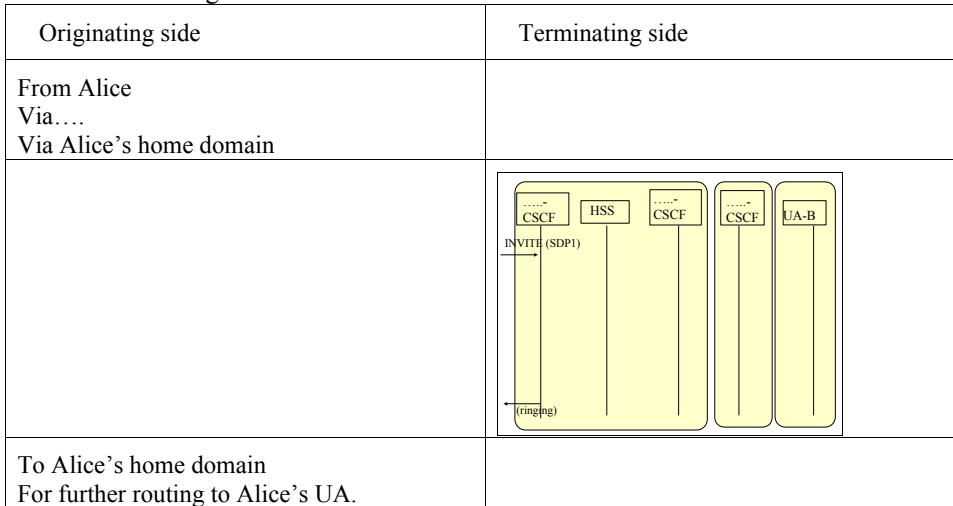 Originating side
Terminating side
From Alice
Via….
Via Alice’s home domain
…..-
CSCF
HSS
…..-
CSCF
…..-
CSCF
UA-B
INVITE (SDP1)
(ringing)
To Alice’s home domain
For further routing to Alice’s UA.